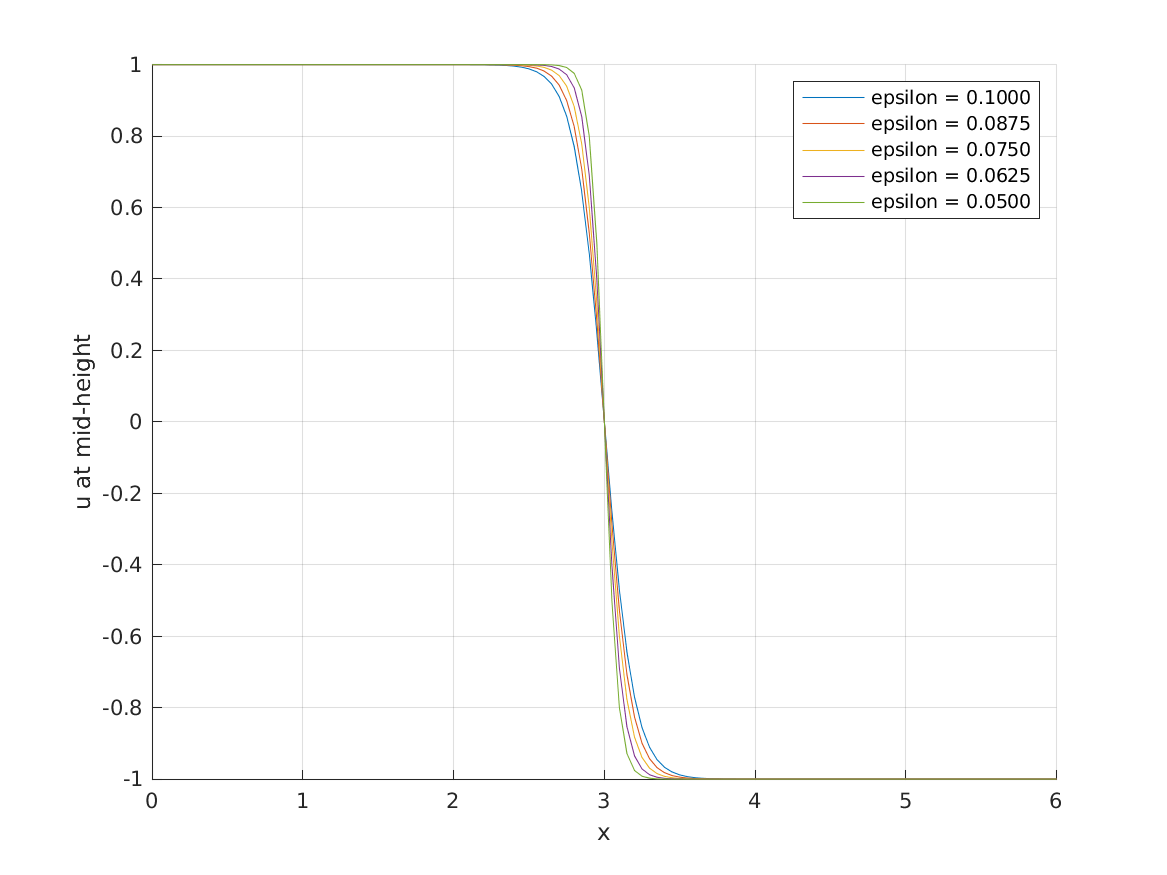 1
0.8
0.6
0.4
0.2
0
-0.2
-0.4
-0.6
-0.8
-1
u at mid-height
epsilon = 0.1000
epsilon = 0.0875
epsilon = 0.0750
epsilon = 0.0625
epsilon = 0.0500
0 1 2 3 4 5 6
x